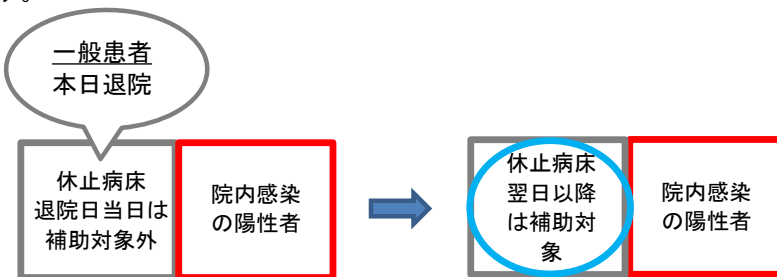 一般患者
本日退院
休止病床
退院日当日は
補助対象外
院内感染
の陽性者
休止病床
翌日以降
は補助対
象
院内感染
の陽性者